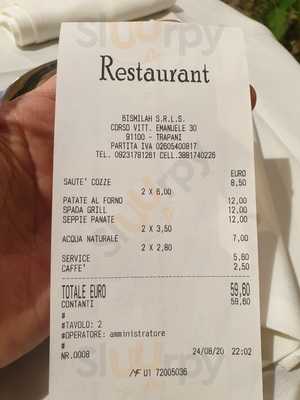 Restaurant
BISMILAH S.R.L.S.
CORSO VITT. EMANUELE 30
91100 - TRAPANI
PARTITA IVA 02605400817
TEL. 09231781261 CELL.3881740226
EURO
SAUTE' COZZE 8,50
2 X 6,00
PATATE AL FORNO 12,00
SPADA GRILL 12,00
SEPPIE PANATE 12,00
2 X 3,50
ACQUA NATURALE 7,00
2 X 2,80
SERVICE 5,60
CAFFE' 2,50
TOTALE EURO 59,60
CONTANTI 59,60
#
#TAVOLO: 2
#OPERATORE: amministratore
#
NR.0008 24/08/20 22:02
MF U1 72005036
sluurpy